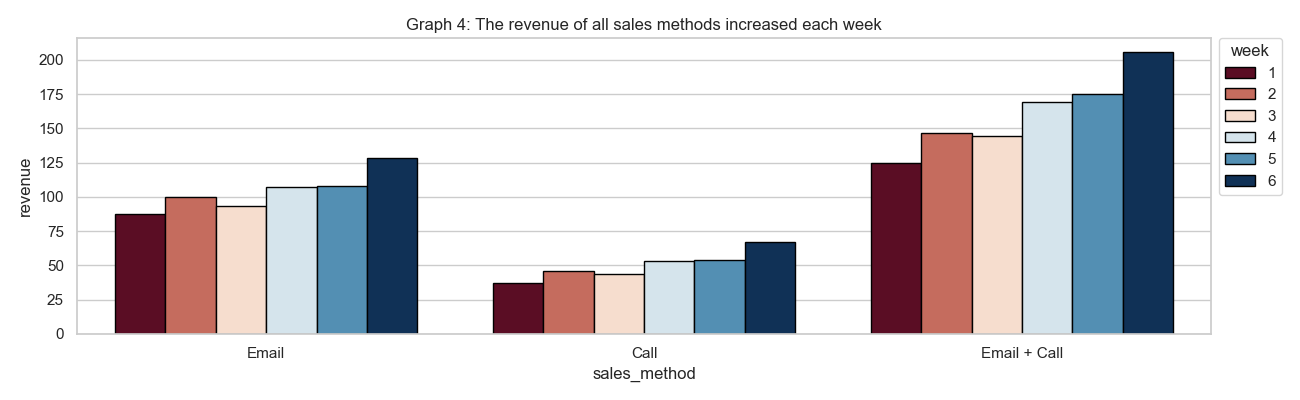 Graph 4: The revenue of all sales methods increased each week
200
175
150
125
100
75
50
25
0
revenue
Email
Call
Email + Call
sales_method
week
1
2
3
4
5
6